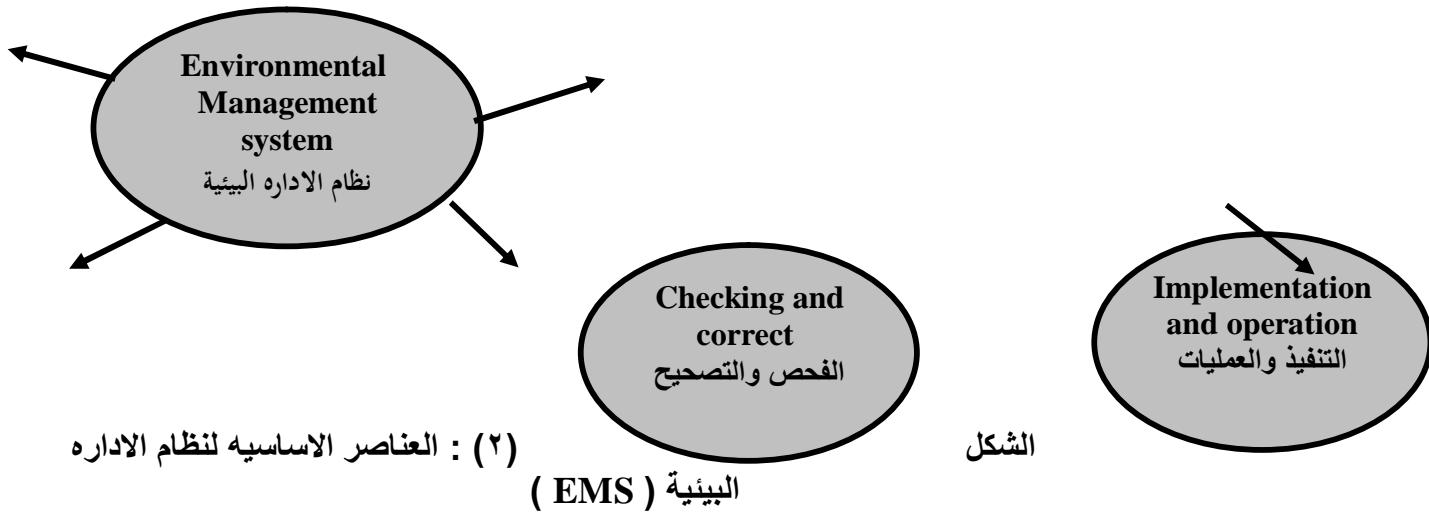 Environmental
Management
system
نظام الاداره البيئية
Checking and
correct
الفحص والتصحيح
Implementation
and operation
التنفيذ والعمليات
الشكل (٢) : العناصر الاساسيه لنظام الاداره
البيئية ( EMS )